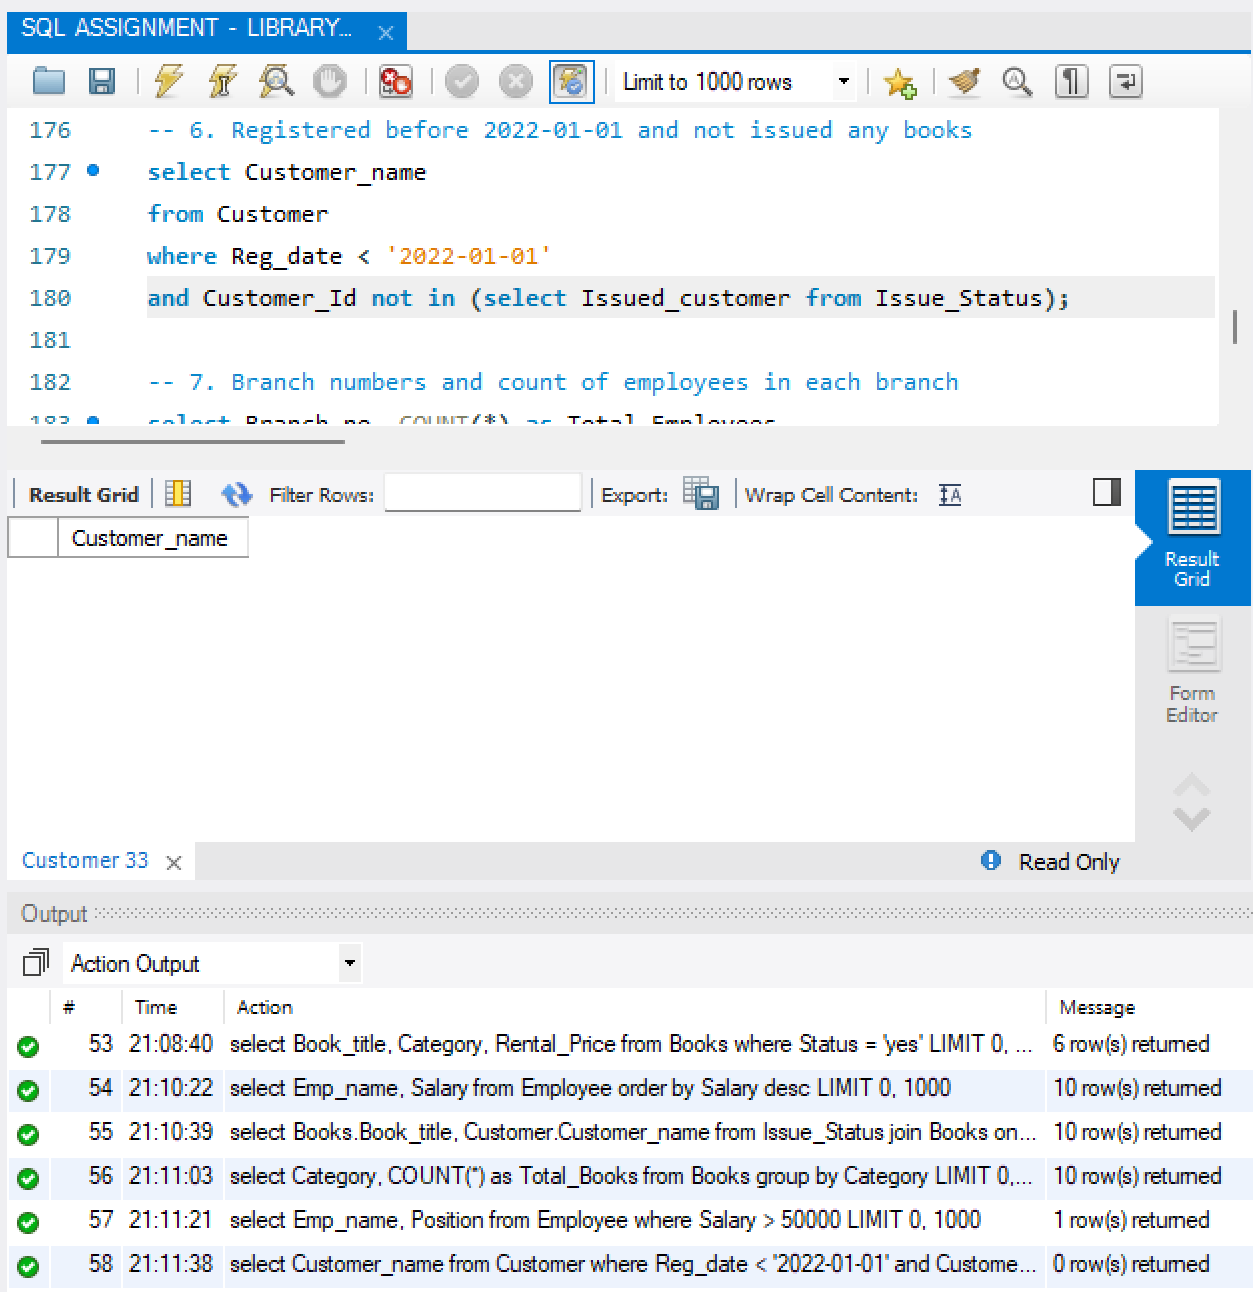 SQL ASSIGNMENT - LIBRARY...
Limit to 1000 rows
176 -- 6. Registered before 2022-01-01 and not issued any books
177 select Customer_name
178 from Customer
179 where Reg_date < '2022-01-01'
180 and Customer_Id not in (select Issued_customer from Issue_Status);
181
182 -- 7. Branch numbers and count of employees in each branch
183 select Branch_no, COUNT(*) as Total_Employees
Result Grid Filter Rows: Export: Wrap Cell Content:
Customer_name
Result
Grid
Form
Editor
Customer 33 Read Only
Output
Action Output
# Time Action Message
53 21:08:40 select Book_title, Category, Rental_Price from Books where Status = 'yes' LIMIT 0, ... 6 row(s) returned
54 21:10:22 select Emp_name, Salary from Employee order by Salary desc LIMIT 0, 1000 10 row(s) returned
55 21:10:39 select Books.Book_title, Customer.Customer_name from Issue_Status join Books on... 10 row(s) returned
56 21:11:03 select Category, COUNT(*) as Total_Books from Books group by Category LIMIT 0,... 10 row(s) returned
57 21:11:21 select Emp_name, Position from Employee where Salary > 50000 LIMIT 0, 1000 1 row(s) returned
58 21:11:38 select Customer_name from Customer where Reg_date < '2022-01-01' and Custome... 0 row(s) returned